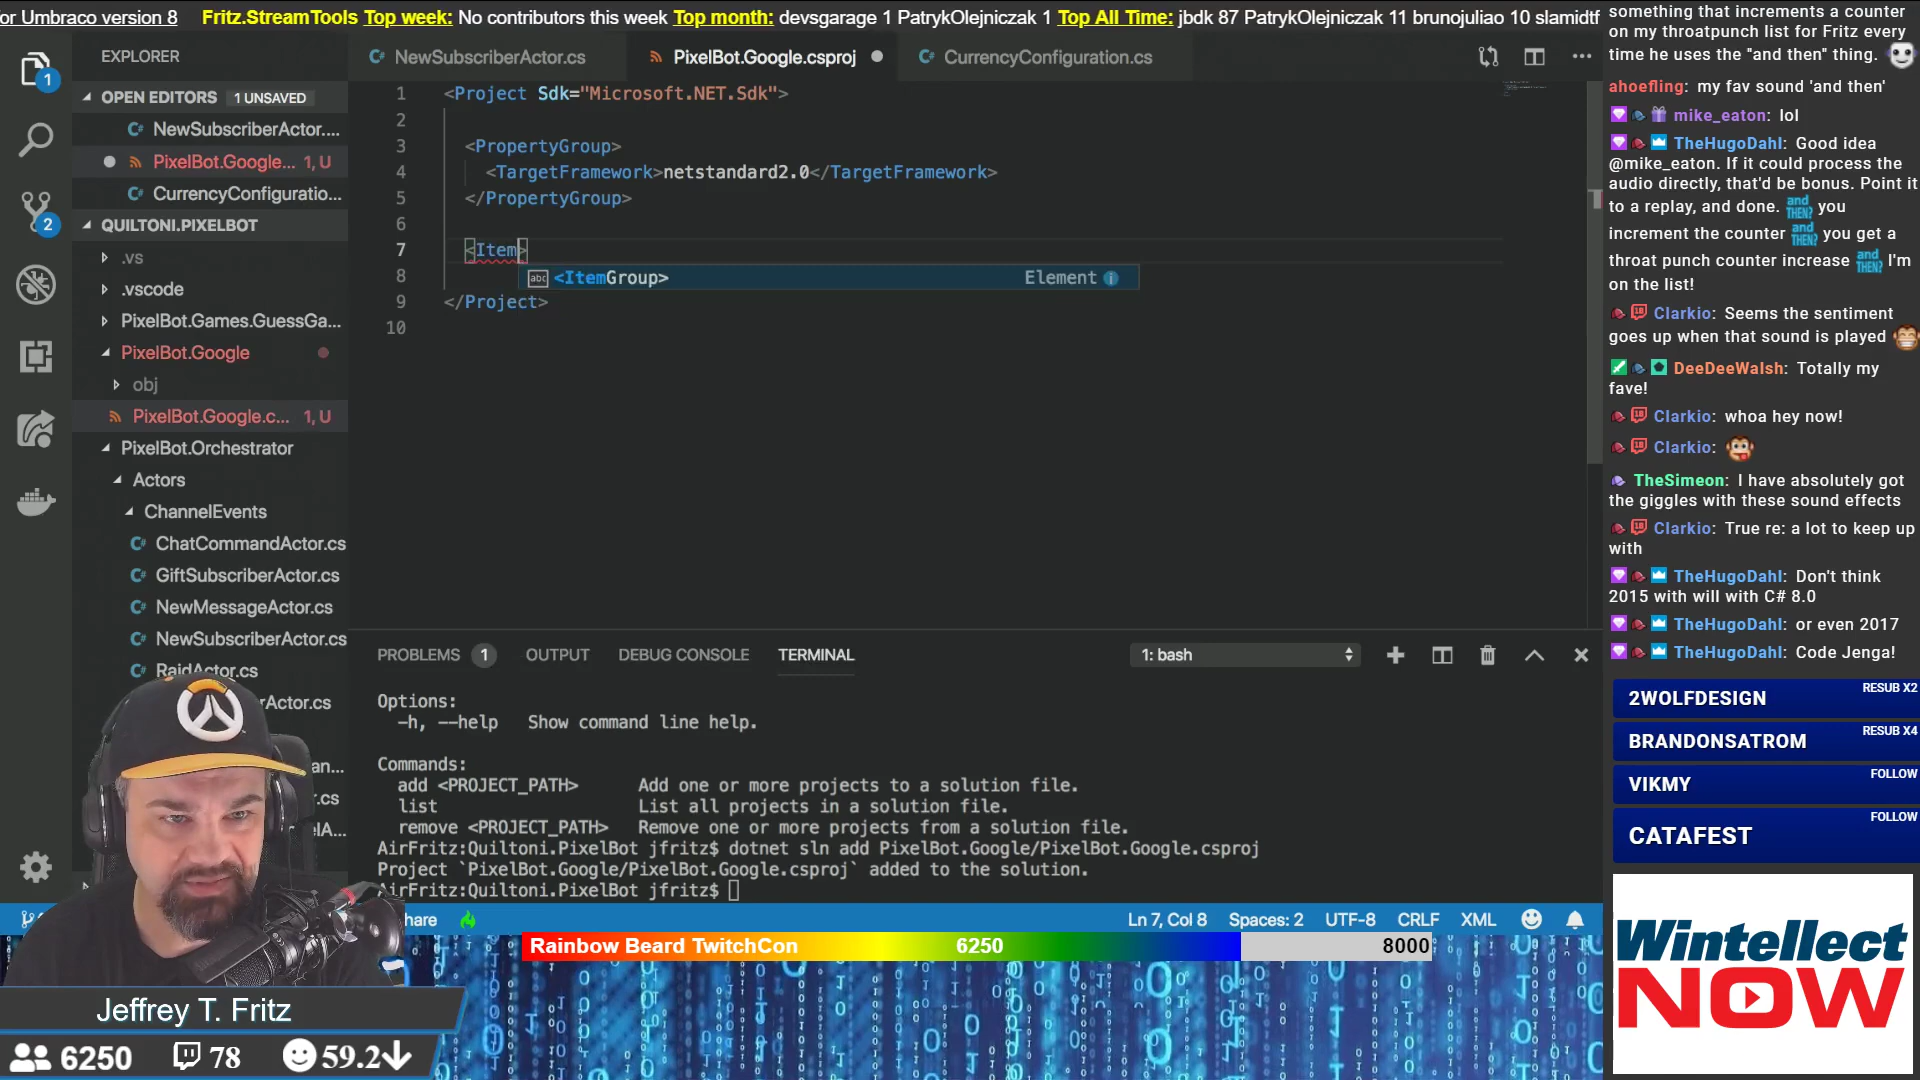 or Umbraco version 8 Fritz.StreamTools Top week: No contributors this week Top month: devsgarage 1 PatrykOlejniczak 1 Top All Time: jbdk 87 PatrykOlejniczak 11 brunojuliao 10 slamidtf
EXPLORER
OPEN EDITORS 1 UNSAVED
NewSubscriberActor....
PixelBot.Google... 1, U
CurrencyConfiguratio...
QUILTONI.PIXELBOT
.vs
.vscode
PixelBot.Games.GuessGa...
PixelBot.Google
obj
PixelBot.Google.c... 1, U
PixelBot.Orchestrator
Actors
ChannelEvents
ChatCommandActor.cs
GiftSubscriberActor.cs
NewMessageActor.cs
NewSubscriberActor.cs
RaidActor.cs
rActor.cs
an...
.cs
lA...
1
2
NewSubscriberActor.cs
PixelBot.Google.csproj
CurrencyConfiguration.cs
1 <Project Sdk="Microsoft.NET.Sdk">
2
3 <PropertyGroup>
4 <TargetFramework>netstandard2.0</TargetFramework>
5 </PropertyGroup>
6
7 <Item>
8 abc <ItemGroup> Element
9 </Project>
10
PROBLEMS 1 OUTPUT DEBUG CONSOLE TERMINAL 1: bash
Options:
-h, --help Show command line help.
Commands:
add <PROJECT_PATH> Add one or more projects to a solution file.
list List all projects in a solution file.
remove <PROJECT_PATH> Remove one or more projects from a solution file.
AirFritz:Quiltoni.PixelBot jfritz$ dotnet sln add PixelBot.Google/PixelBot.Google.csproj
Project `PixelBot.Google/PixelBot.Google.csproj` added to the solution.
AirFritz:Quiltoni.PixelBot jfritz$
hare Ln 7, Col 8 Spaces: 2 UTF-8 CRLF XML
Rainbow Beard TwitchCon 6250 8000
Jeffrey T. Fritz
6250 78 59.2
something that increments a counter
on my throatpunch list for Fritz every
time he uses the "and then" thing.
ahoefling: my fav sound 'and then'
mike_eaton: lol
TheHugoDahl: Good idea
@mike_eaton. If it could process the
audio directly, that'd be bonus. Point it
to a replay, and done. and THEN? you
increment the counter and THEN? you get a
throat punch counter increase and THEN? I'm
on the list!
Clarkio: Seems the sentiment
goes up when that sound is played
DeeDeeWalsh: Totally my
fave!
Clarkio: whoa hey now!
Clarkio:
TheSimeon: I have absolutely got
the giggles with these sound effects
Clarkio: True re: a lot to keep up
with
TheHugoDahl: Don't think
2015 with will with C# 8.0
TheHugoDahl: or even 2017
TheHugoDahl: Code Jenga!
2WOLFDESIGN RESUB X2
BRANDONSATROM RESUB X4
VIKMY FOLLOW
CATAFEST FOLLOW
Wintellect
NOW